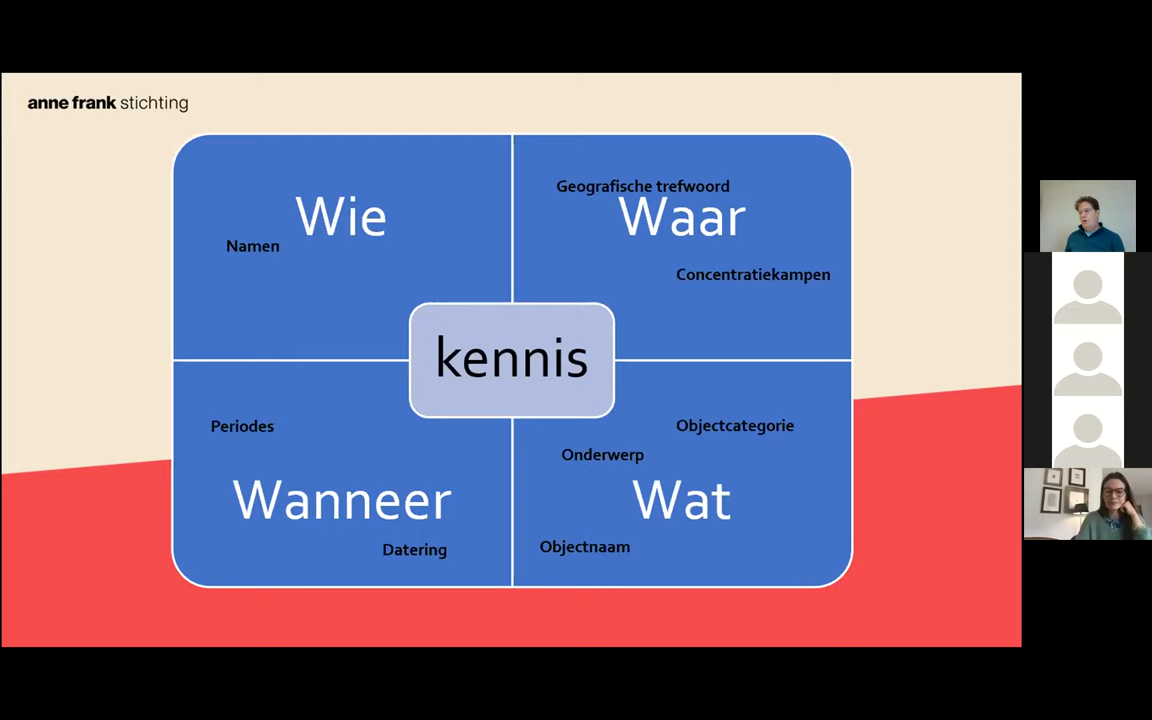 anne frank stichting
Wie
Namen
Geografische trefwoord
Waar
Concentratiekampen
kennis
Periodes
Wanneer
Datering
Objectcategorie
Onderwerp
Wat
Objectnaam